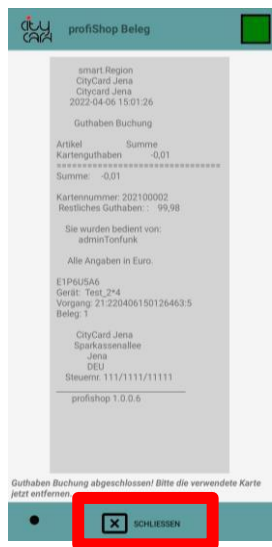 city
card
profiShop Beleg
smart.Region
CityCard Jena
Citycard Jena
2022-04-06 15:01:26
Guthaben Buchung
Artikel Summe
Kartenguthaben -0,01
================================
Summe: -0,01
Kartennummer: 202100002
Restliches Guthaben: : 99,98
Sie wurden bedient von:
adminTonfunk
Alle Angaben in Euro.
E1P6U5A6
Gerät: Test_2*4
Vorgang: 21:220406150126463:5
Beleg: 1
CityCard Jena
Sparkassenallee
Jena
DEU
Steuernr. 111/1111/11111
profishop 1.0.0.6
Guthaben Buchung abgeschlossen! Bitte die verwendete Karte
jetzt entfernen.
SCHLIESSEN